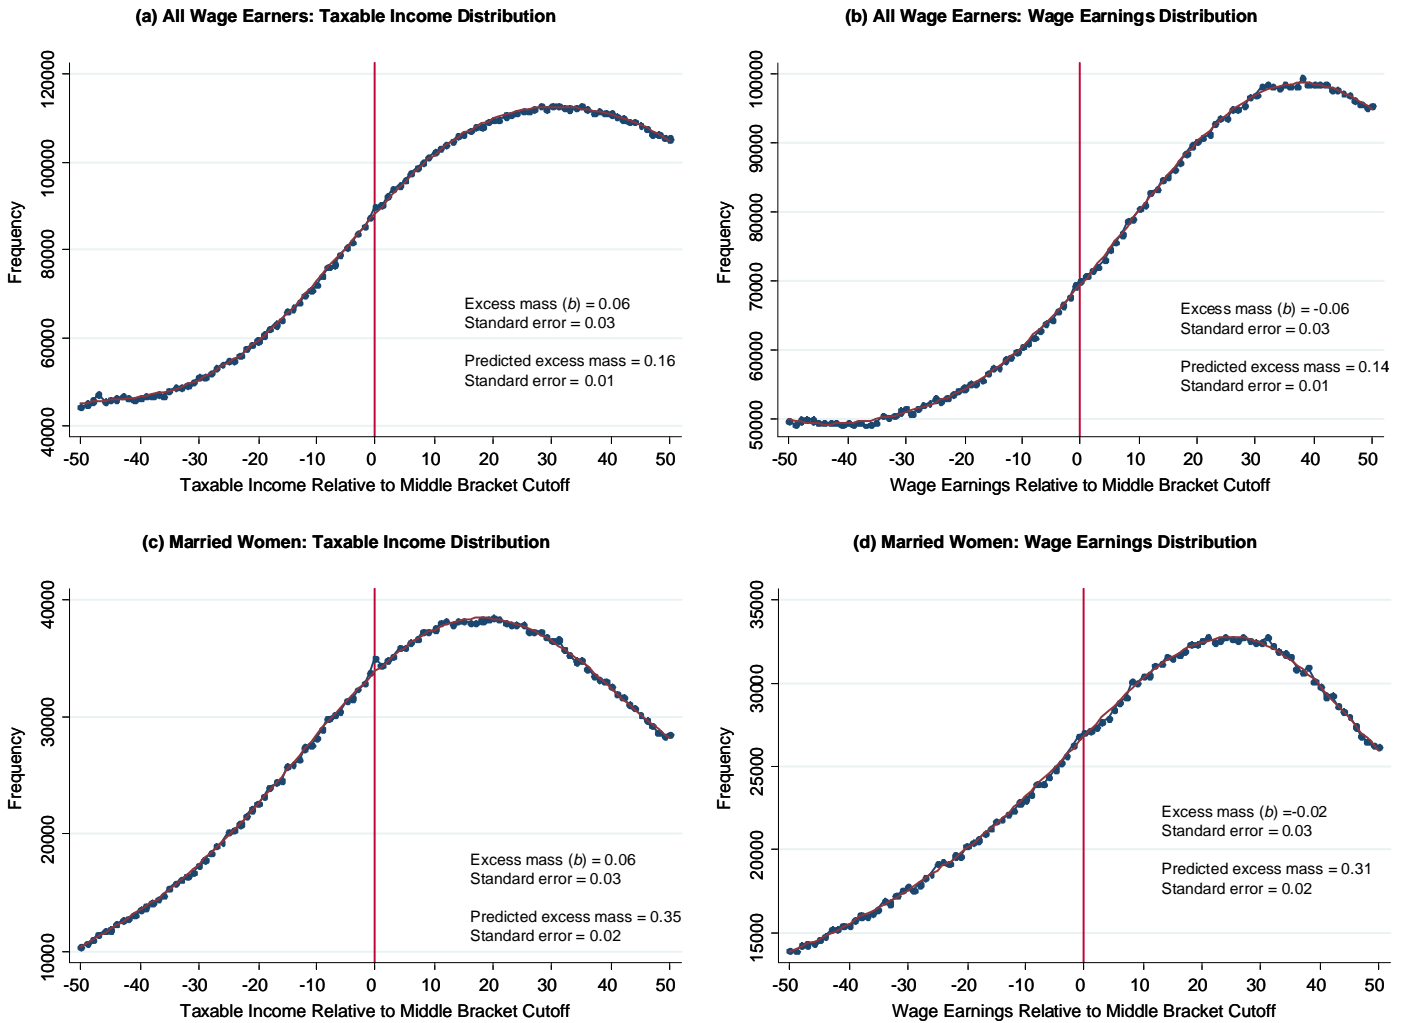 (a) All Wage Earners: Taxable Income Distribution
120000
100000
80000
60000
40000
Frequency
Excess mass (b) = 0.06
Standard error = 0.03
Predicted excess mass = 0.16
Standard error = 0.01
-50 -40 -30 -20 -10 0 10 20 30 40 50
Taxable Income Relative to Middle Bracket Cutoff
(b) All Wage Earners: Wage Earnings Distribution
100000
90000
80000
70000
60000
50000
Frequency
Excess mass (b) = -0.06
Standard error = 0.03
Predicted excess mass = 0.14
Standard error = 0.01
-50 -40 -30 -20 -10 0 10 20 30 40 50
Wage Earnings Relative to Middle Bracket Cutoff
(c) Married Women: Taxable Income Distribution
40000
30000
20000
10000
Frequency
Excess mass (b) = 0.06
Standard error = 0.03
Predicted excess mass = 0.35
Standard error = 0.02
-50 -40 -30 -20 -10 0 10 20 30 40 50
Taxable Income Relative to Middle Bracket Cutoff
(d) Married Women: Wage Earnings Distribution
35000
30000
25000
20000
15000
Frequency
Excess mass (b) =-0.02
Standard error = 0.03
Predicted excess mass = 0.31
Standard error = 0.02
-50 -40 -30 -20 -10 0 10 20 30 40 50
Wage Earnings Relative to Middle Bracket Cutoff